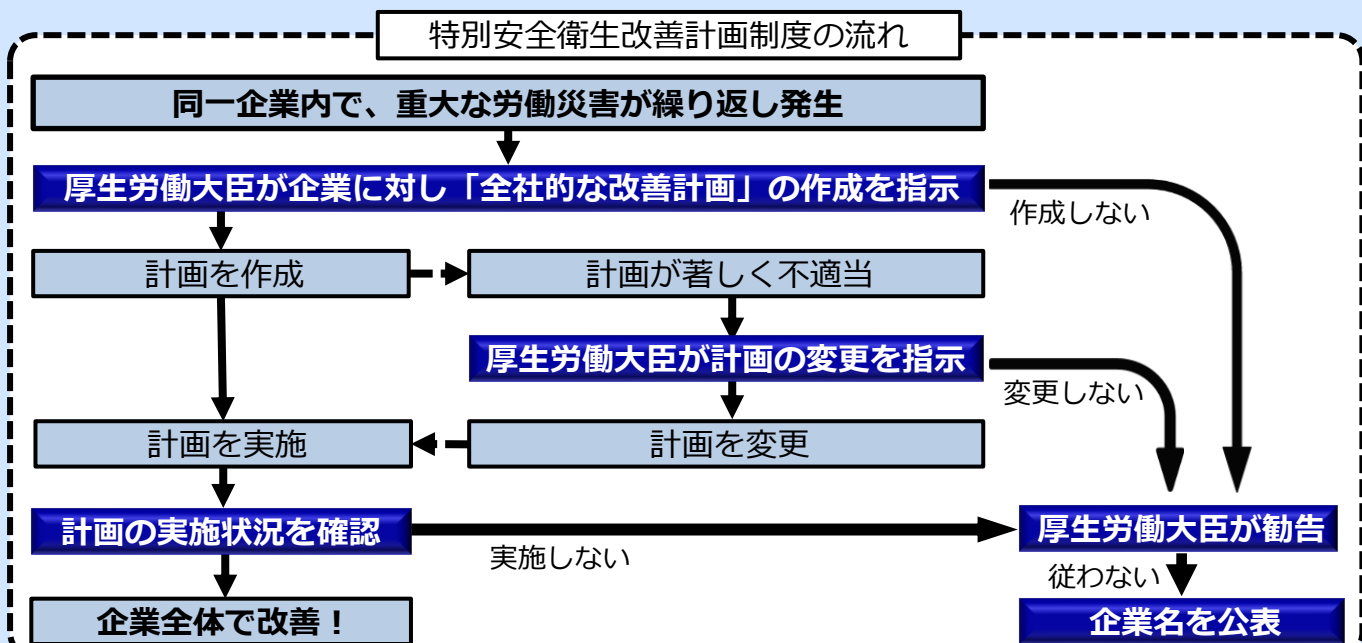 特別安全衛生改善計画制度の流れ
同一企業内で、重大な労働災害が繰り返し発生
厚生労働大臣が企業に対し「全社的な改善計画」の作成を指示
作成しない
計画を作成
計画が著しく不適当
厚生労働大臣が計画の変更を指示
変更しない
計画を実施
計画を変更
計画の実施状況を確認
実施しない
厚生労働大臣が勧告
従わない
企業全体で改善！
企業名を公表